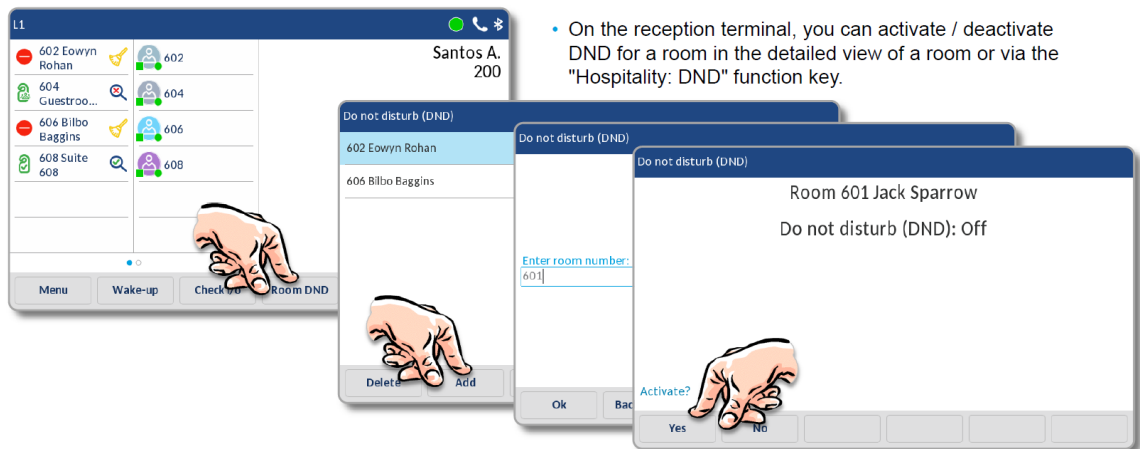 L1
602 Eowyn
Rohan
602
604
Guestroo...
604
606 Bilbo
Baggins
606
608 Suite
608
608
Santos A.
200
Menu
Wake-up
Check I/o
Room DND
• On the reception terminal, you can activate / deactivate
DND for a room in the detailed view of a room or via the
"Hospitality: DND" function key.
Do not disturb (DND)
602 Eowyn Rohan
606 Bilbo Baggins
Delete
Add
Do not disturb (DND)
Enter room number:
601
Ok
Bac
Do not disturb (DND)
Room 601 Jack Sparrow
Do not disturb (DND): Off
Activate?
Yes
No